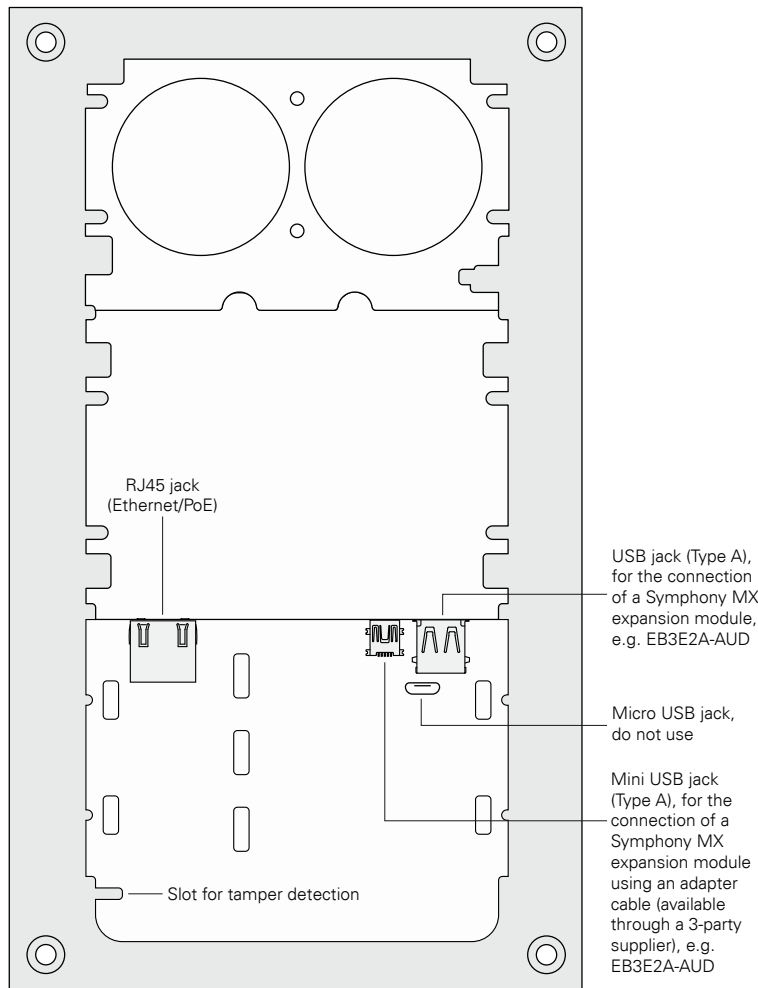 RJ45 jack
(Ethernet/PoE)
USB jack (Type A),
for the connection
of a Symphony MX
expansion module,
e.g. EB3E2A-AUD
Micro USB jack,
do not use
Mini USB jack
(Type A), for the
connection of a
Symphony MX
expansion module
using an adapter
cable (available
through a 3-party
supplier), e.g.
EB3E2A-AUD
Slot for tamper detection